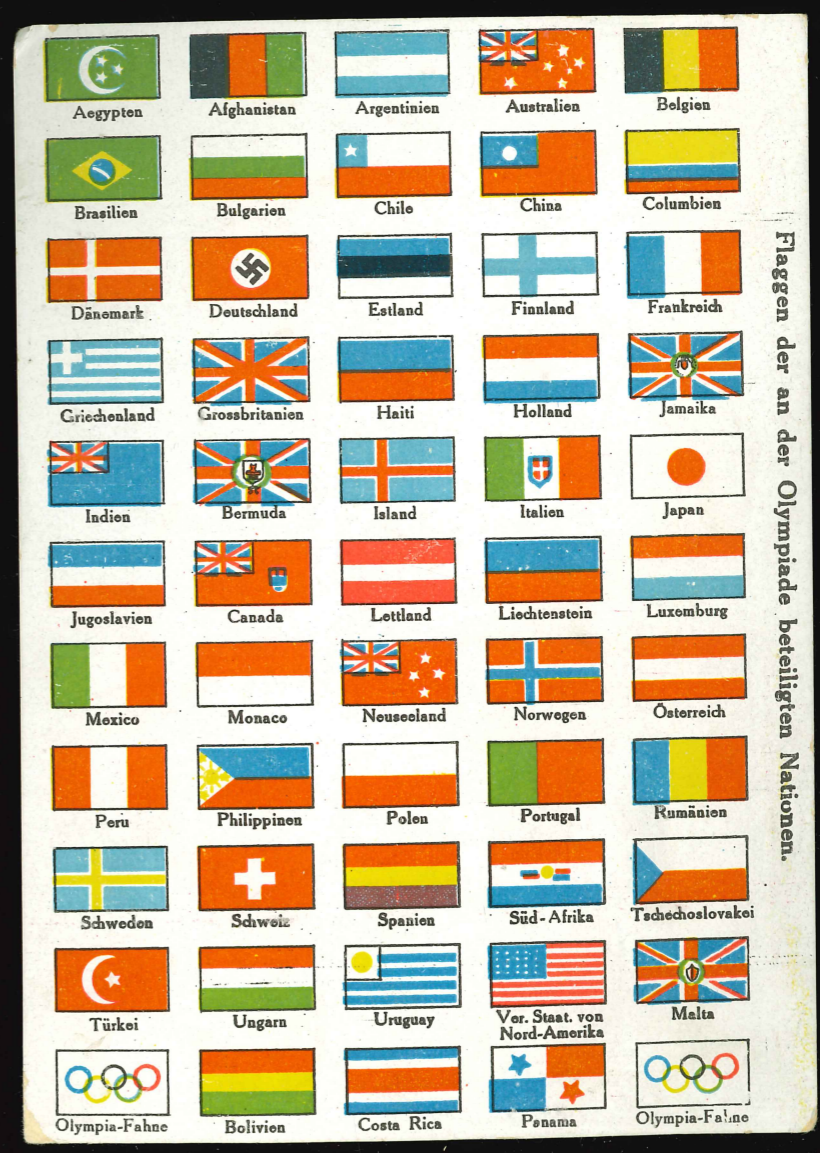 Aegypten
Afghanistan
Argentinien
Australien
Belgien
Brasilien
Bulgarien
Chile
China
Columbien
Dänemark
Deutschland
Estland
Finnland
Frankreich
Griechenland
Grossbritanien
Haiti
Holland
Jamaika
Indien
Bermuda
Island
Italien
Japan
Jugoslavien
Canada
Lettland
Liechtenstein
Luxemburg
Mexico
Monaco
Neuseeland
Norwegen
Österreich
Peru
Philippinen
Polen
Portugal
Rumänien
Schweden
Schweiz
Spanien
Süd-Afrika
Tschechoslovakei
Türkei
Ungarn
Uruguay
Ver. Staat. von
Nord-Amerika
Malta
Olympia-Fahne
Bolivien
Costa Rica
Panama
Olympia-Fahne
Flaggen der an der Olympiade beteiligten Nationen.